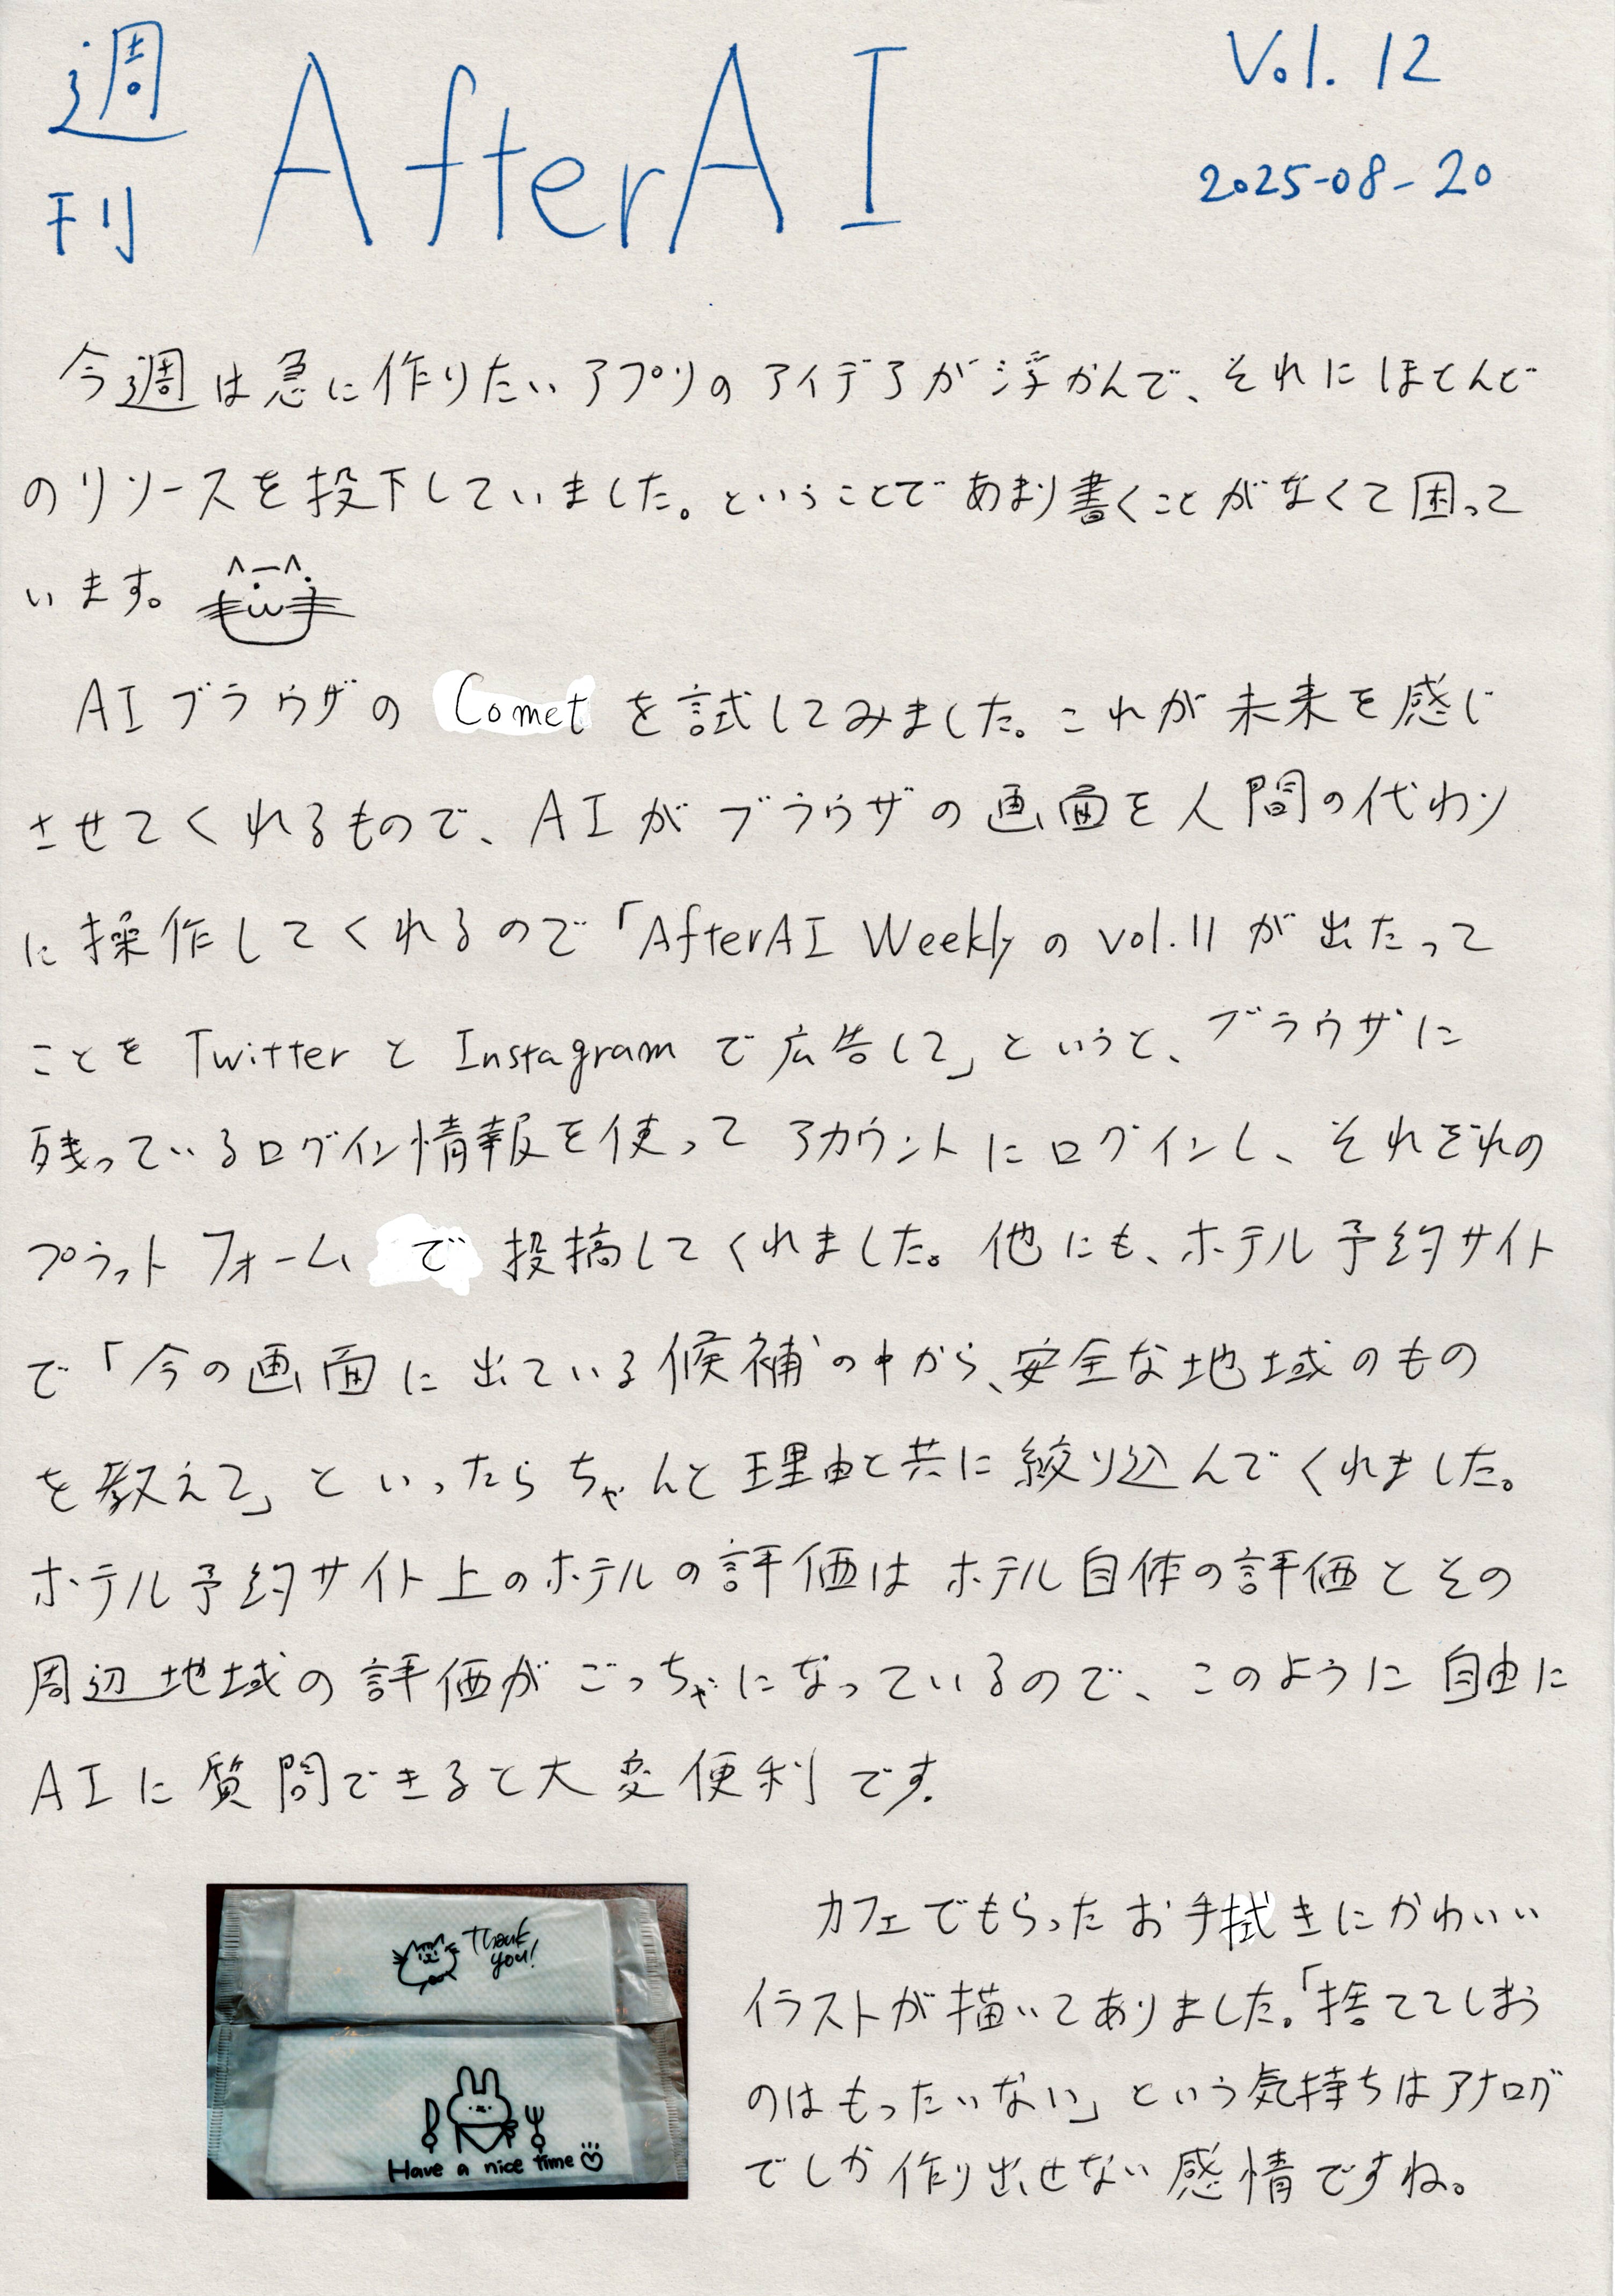 週刊 AfterAI Vol. 12
2025-08-20
今週は急に作りたいアプリのアイデアが浮かんで、それにほとんど
のリソースを投下していました。ということであまり書くことがなくて困って
います。
AIブラウザの Comet を試してみました。これが未来を感じ
させてくれるもので、AIがブラウザの画面を人間の代わり
に操作してくれるので「AfterAI Weeklyのvol.11が出たって
ことを Twitter と Instagram で広告して」というと、ブラウザに
残っているログイン情報を使ってアカウントにログインし、それぞれの
プラットフォームで投稿してくれました。他にも、ホテル予約サイト
で「今の画面に出ている候補の中から、安全な地域のもの
を教えて」といったらちゃんと理由と共に絞り込んでくれました。
ホテル予約サイト上のホテルの評価はホテル自体の評価とその
周辺地域の評価がごっちゃになっているので、このように自由に
AIに質問できると大変便利です.
Thank
you!
Have a nice time
カフェでもらったお手拭きにかわいい
イラストが描いてありました。「捨ててしまう
のはもったいない」という気持ちはアナログ
でしか作り出せない感情ですね。